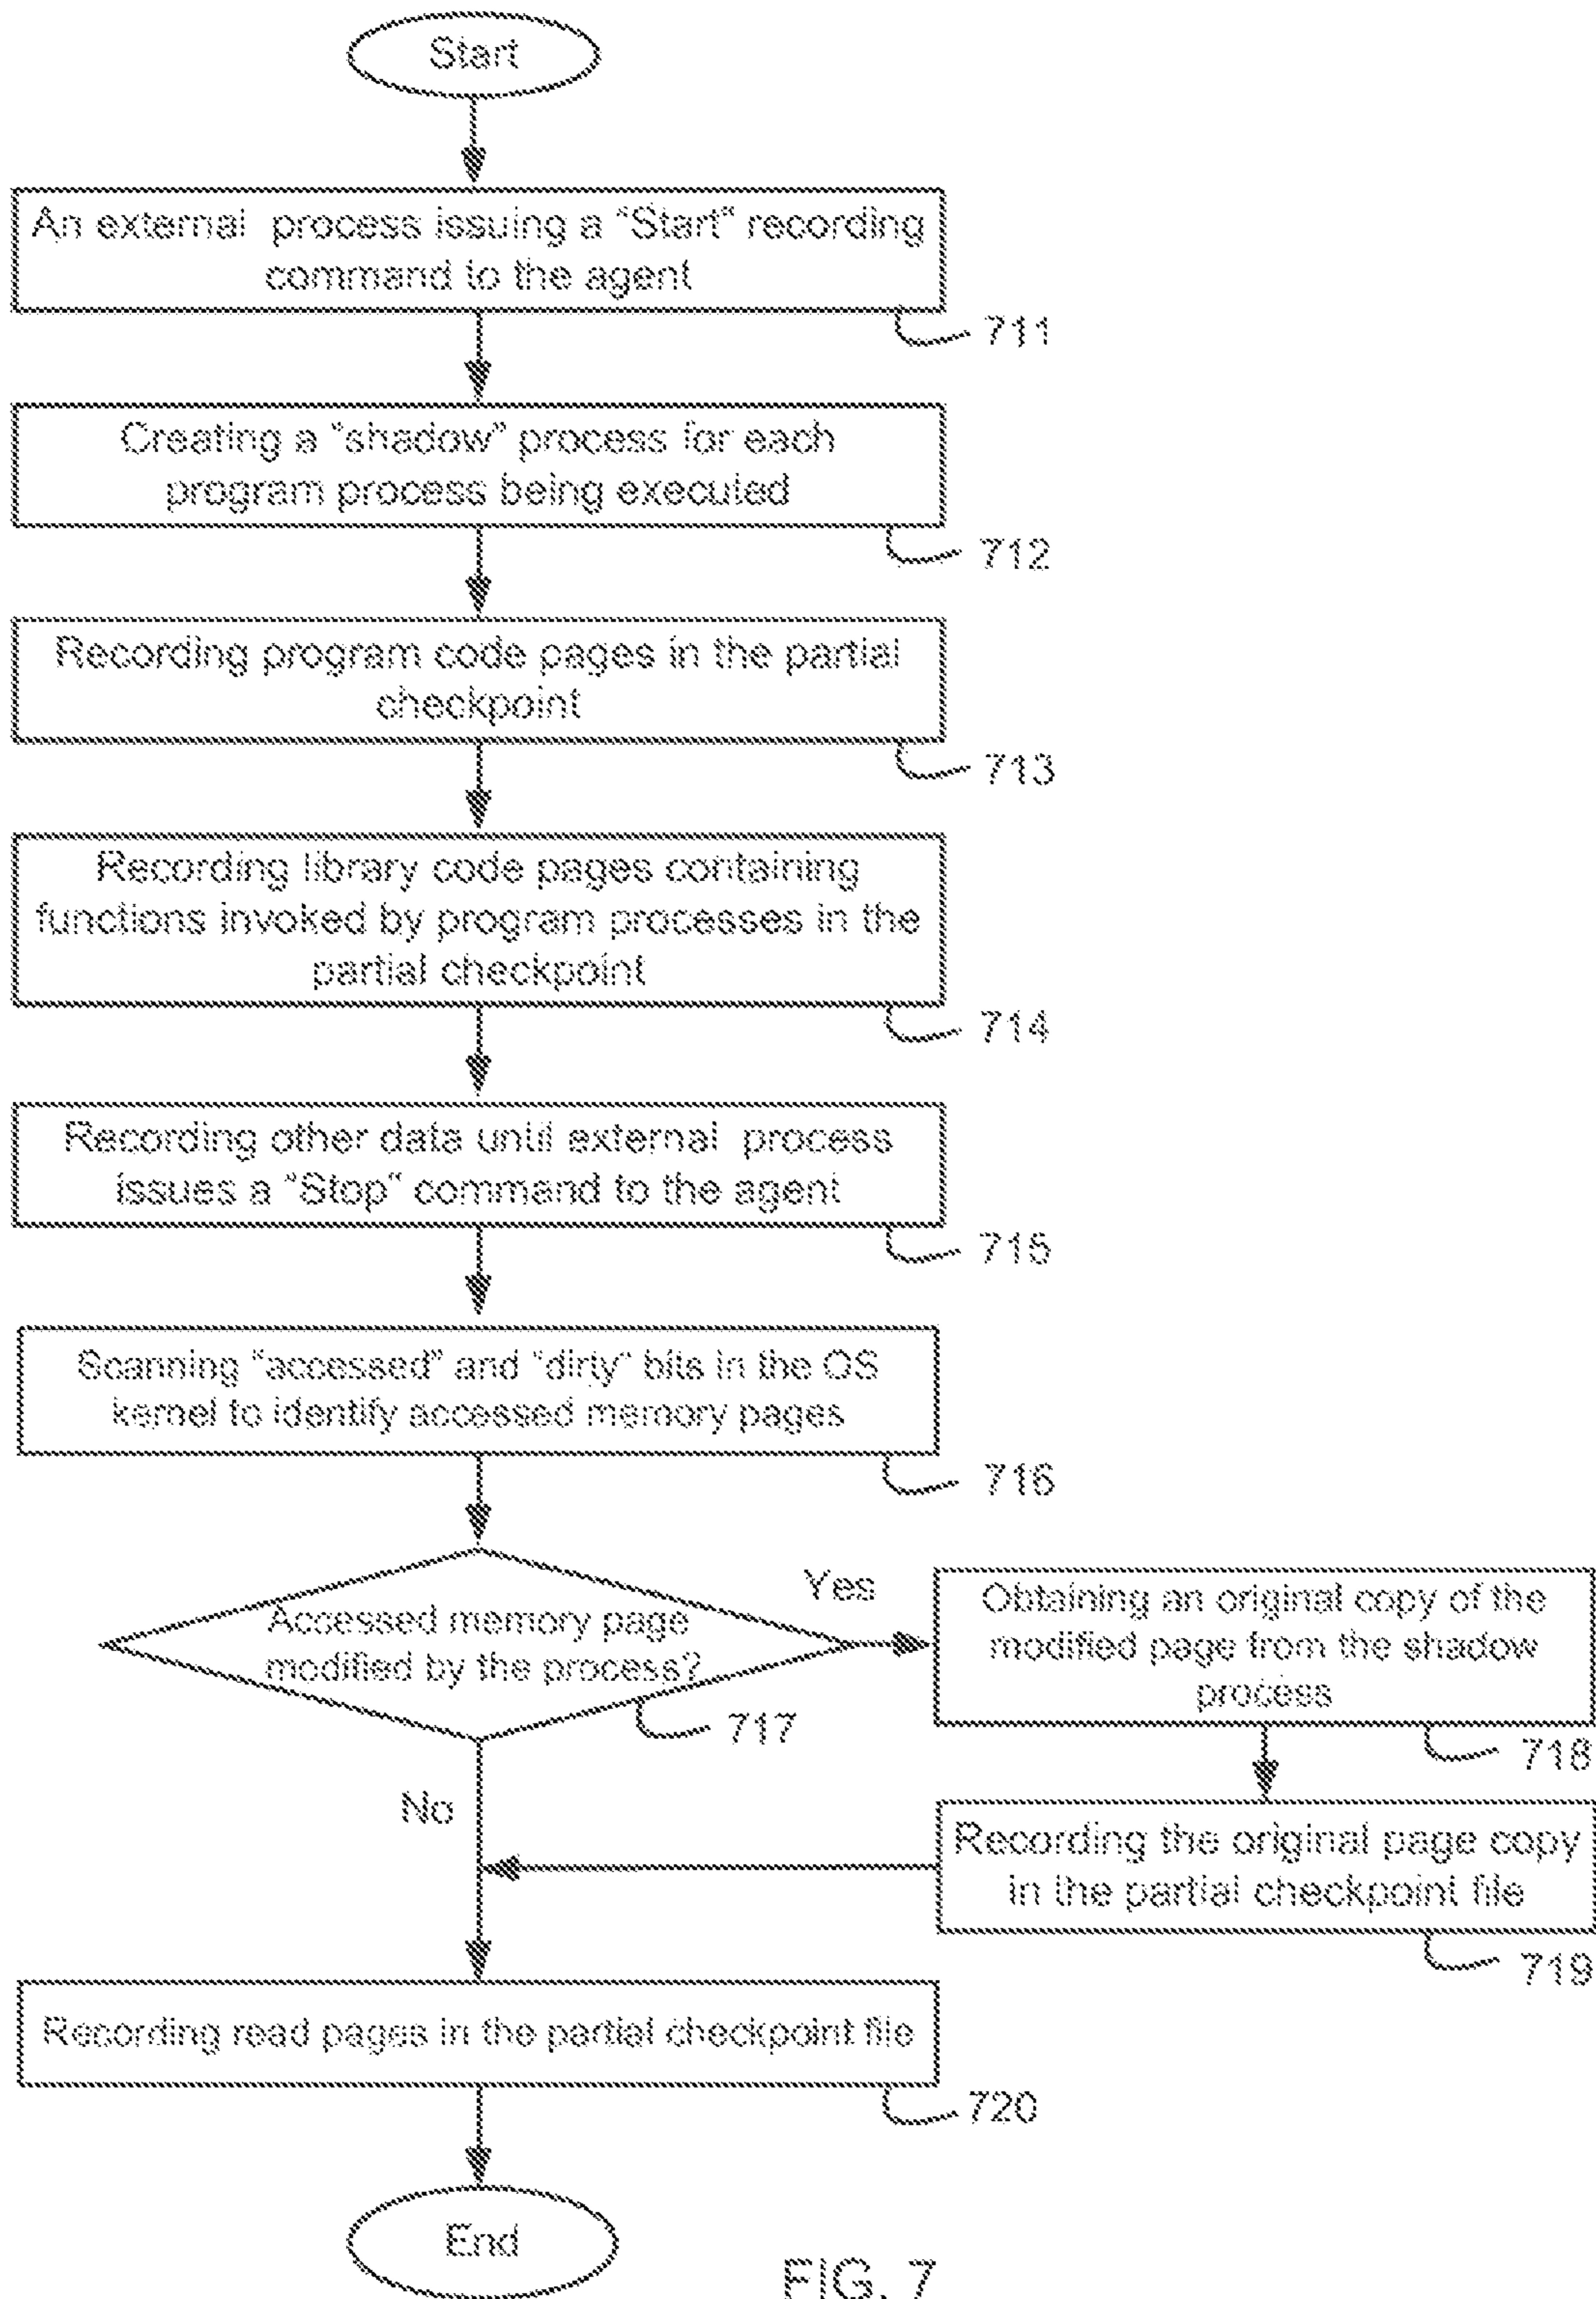 Start
An external process issuing a "Start" recording
command to the agent
711
Creating a "shadow" process for each
program process being executed
712
Recording program code pages in the partial
checkpoint
713
Recording library code pages containing
functions invoked by program processes in the
partial checkpoint
714
Recording other data until external process
issues a "Stop" command to the agent
715
Scanning "accessed" and "dirty" bits in the OS
kernel to identify accessed memory pages
716
Accessed memory page
modified by the process?
717
Yes
Obtaining an original copy of the
modified page from the shadow
process
718
No
Recording the original page copy
in the partial checkpoint file
719
Recording read pages in the partial checkpoint file
720
End
FIG. 7